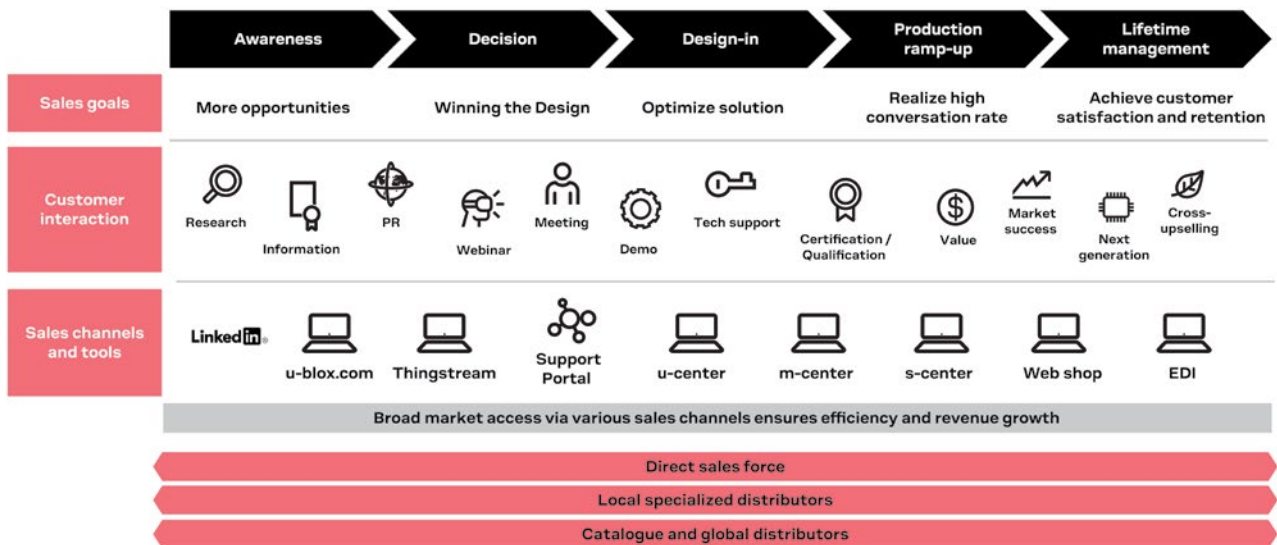 Awareness
Decision
Design-in
Production
ramp-up
Lifetime
management
Sales goals
More opportunities
Winning the Design
Optimize solution
Realize high
conversation rate
Achieve customer
satisfaction and retention
Customer
interaction
Research
Information
PR
Webinar
Meeting
Demo
Tech support
Certification /
Qualification
Value
Market
success
Next
generation
Cross-
upselling
Sales channels
and tools
Linked in®
u-blox.com
Thingstream
Support
Portal
u-center
m-center
s-center
Web shop
EDI
Broad market access via various sales channels ensures efficiency and revenue growth
Direct sales force
Local specialized distributors
Catalogue and global distributors